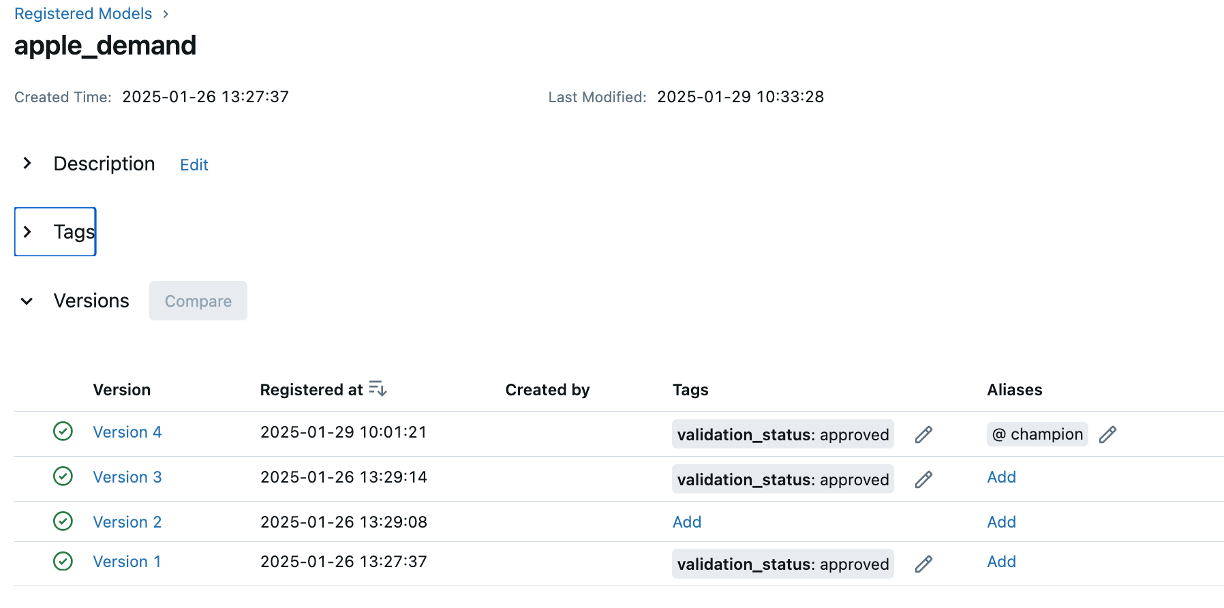 Registered Models >
apple_demand
Created Time: 2025-01-26 13:27:37 Last Modified: 2025-01-29 10:33:28
Description Edit
Tags
Versions Compare
Version Registered at Created by Tags Aliases
Version 4 2025-01-29 10:01:21 validation_status: approved @ champion
Version 3 2025-01-26 13:29:14 validation_status: approved Add
Version 2 2025-01-26 13:29:08 Add Add
Version 1 2025-01-26 13:27:37 validation_status: approved Add